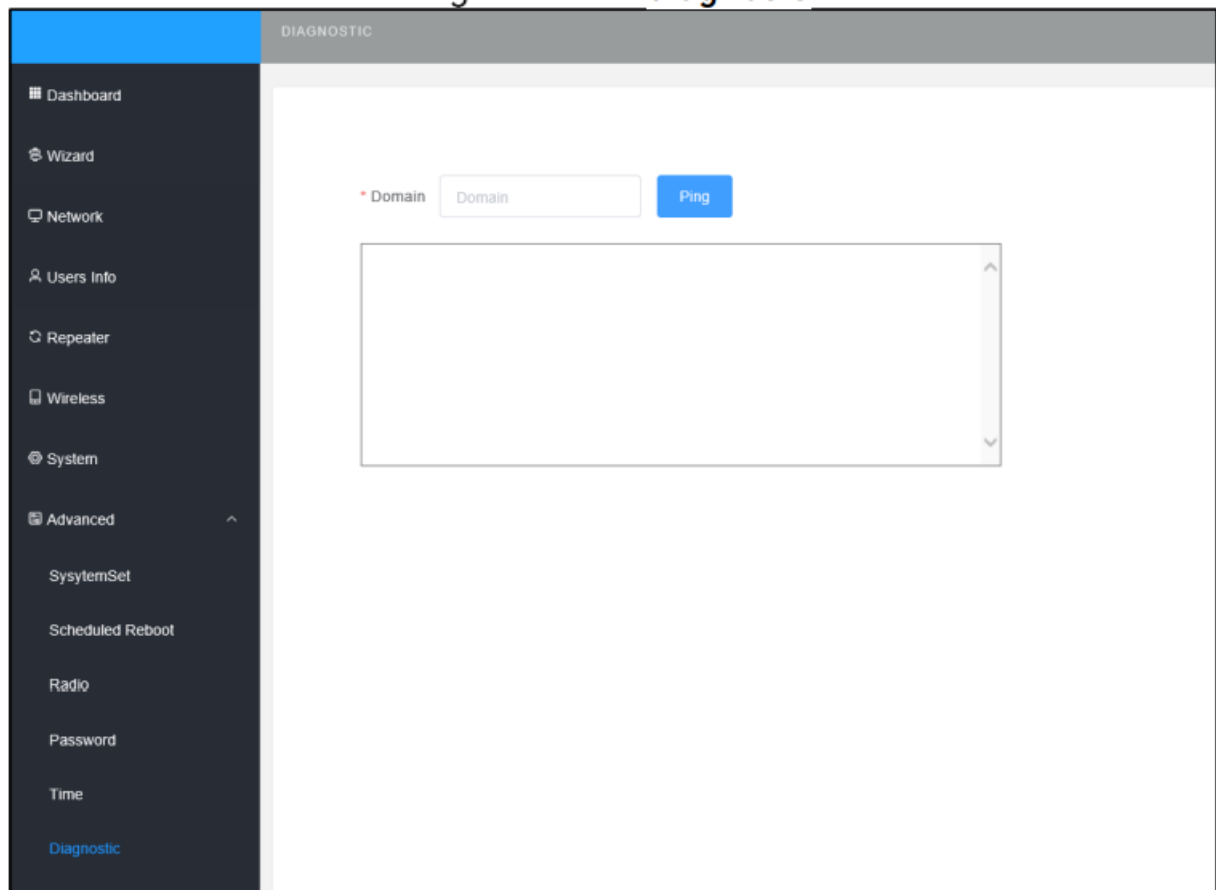 DIAGNOSTIC
Dashboard
Wizard
Network
Users Info
Repeater
Wireless
System
Advanced
SysytemSet
Scheduled Reboot
Radio
Password
Time
Diagnostic
* Domain Domain Ping